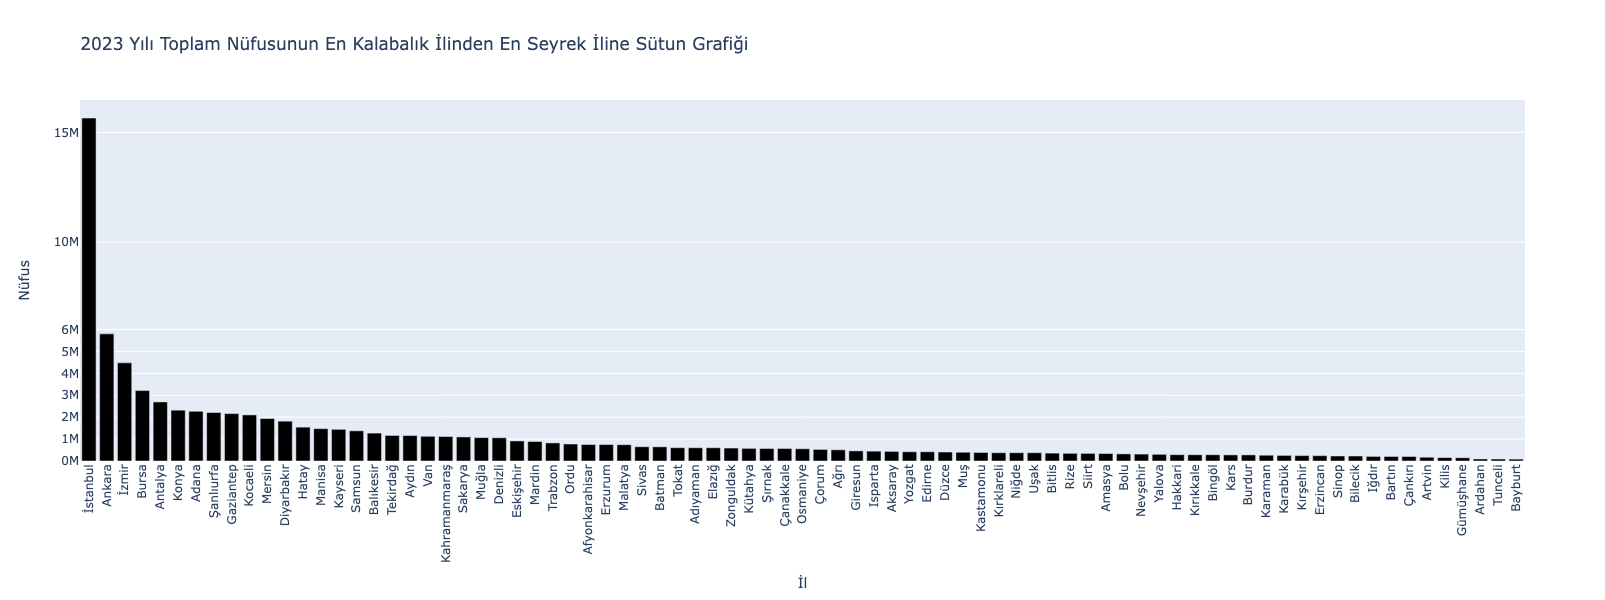 2023 Yılı Toplam Nüfusunun En Kalabalık İlinden En Seyrek İline Sütun Grafiği
Nüfus
15M
10M
6M
5M
4M
3M
2M
1M
0M
İstanbul
Ankara
İzmir
Bursa
Antalya
Konya
Adana
Şanlıurfa
Gaziantep
Kocaeli
Mersin
Diyarbakır
Hatay
Manisa
Kayseri
Samsun
Balıkesir
Tekirdağ
Aydın
Van
Kahramanmaraş
Sakarya
Muğla
Denizli
Eskişehir
Mardin
Trabzon
Ordu
Afyonkarahisar
Erzurum
Malatya
Sivas
Batman
Tokat
Adıyaman
Elazığ
Zonguldak
Kütahya
Şırnak
Çanakkale
Osmaniye
Çorum
Ağrı
Giresun
Isparta
Aksaray
Yozgat
Edirne
Düzce
Muş
Kastamonu
Kırklareli
Niğde
Uşak
Bitlis
Rize
Siirt
Amasya
Bolu
Nevşehir
Yalova
Hakkari
Kırıkkale
Bingöl
Kars
Burdur
Karaman
Karabük
Kırşehir
Erzincan
Sinop
Bilecik
Iğdır
Bartın
Çankırı
Artvin
Kilis
Gümüşhane
Ardahan
Tunceli
Bayburt
İl